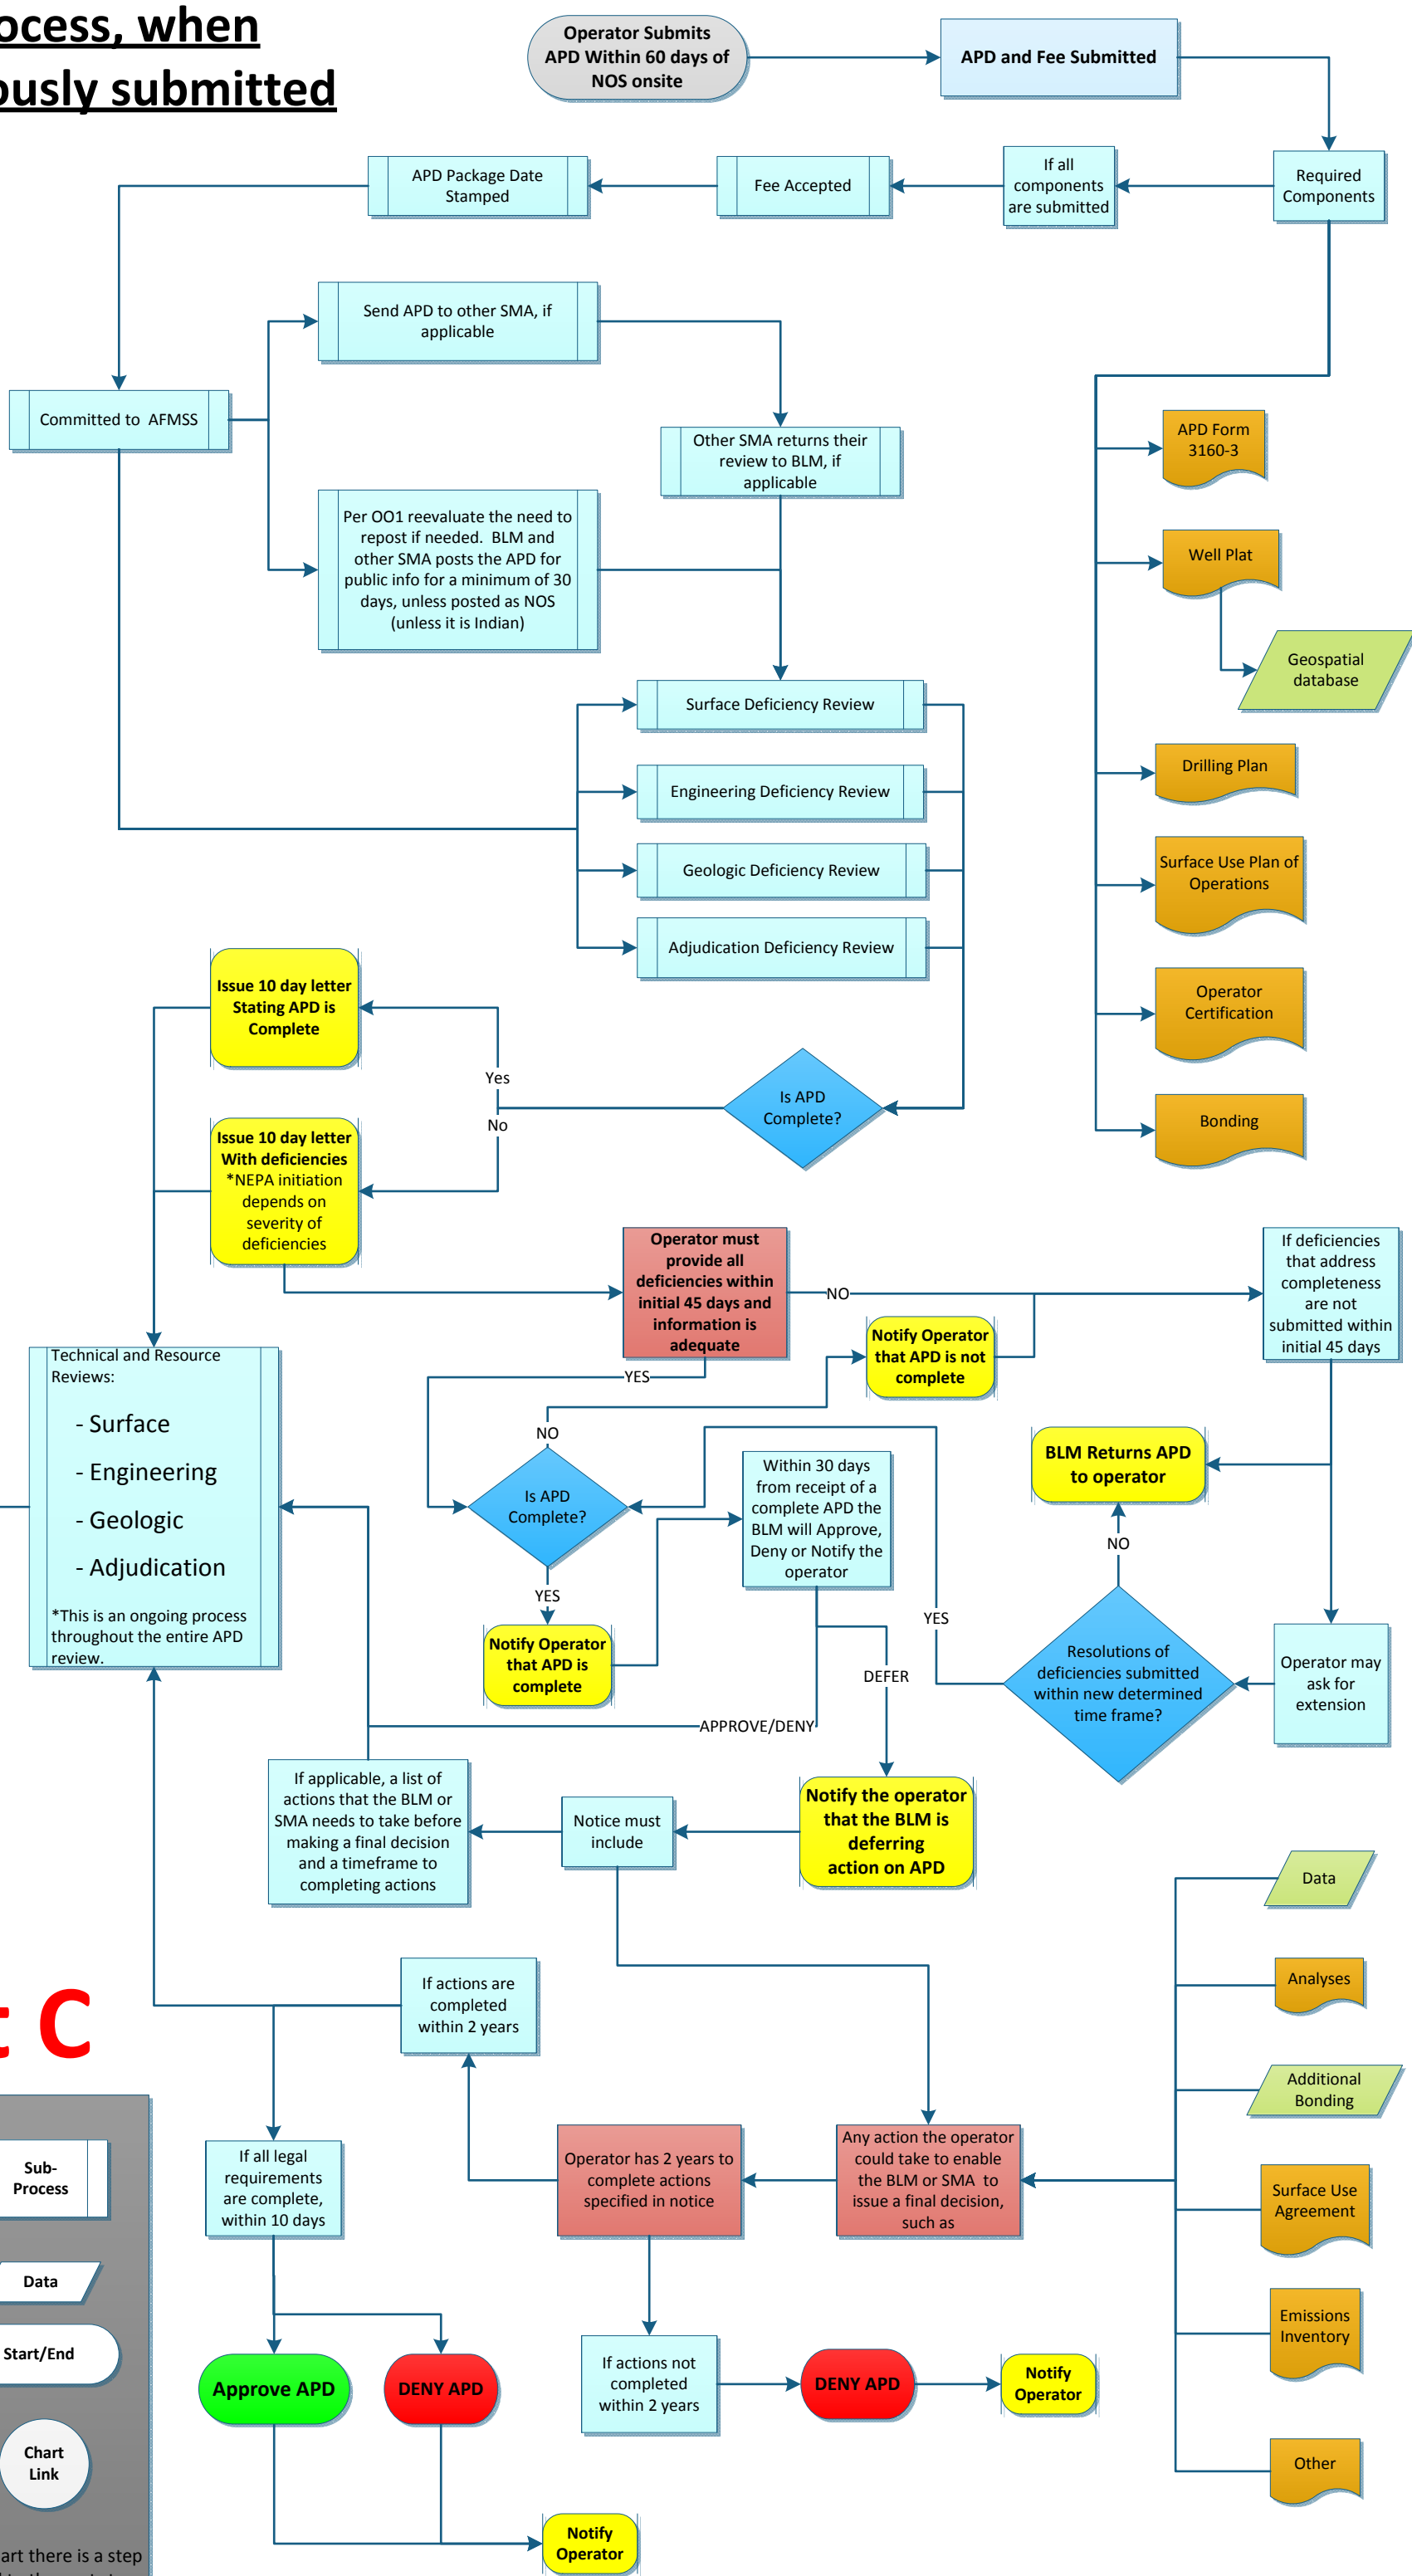 ocess, when
ously submitted
Operator Submits
APD Within 60 days of
NOS onsite
APD and Fee Submitted
APD Package Date
Stamped
Fee Accepted
If all
components
are submitted
Required
Components
Send APD to other SMA, if
applicable
Committed to AFMSS
Other SMA returns their
review to BLM, if
applicable
APD Form
3160-3
Per OO1 reevaluate the need to
repost if needed. BLM and
other SMA posts the APD for
public info for a minimum of 30
days, unless posted as NOS
(unless it is Indian)
Well Plat
Geospatial
database
Surface Deficiency Review
Engineering Deficiency Review
Geologic Deficiency Review
Adjudication Deficiency Review
Drilling Plan
Surface Use Plan of
Operations
Operator
Certification
Bonding
Issue 10 day letter
Stating APD is
Complete
Yes
No
Is APD
Complete?
Issue 10 day letter
With deficiencies
*NEPA initiation
depends on
severity of
deficiencies
Operator must
provide all
deficiencies within
initial 45 days and
information is
adequate
NO
If deficiencies
that address
completeness
are not
submitted within
initial 45 days
Notify Operator
that APD is not
complete
YES
Technical and Resource
Reviews:
- Surface
- Engineering
- Geologic
- Adjudication
*This is an ongoing process
throughout the entire APD
review.
NO
Is APD
Complete?
YES
Notify Operator
that APD is
complete
Within 30 days
from receipt of a
complete APD the
BLM will Approve,
Deny or Notify the
operator
BLM Returns APD
to operator
NO
YES
Resolutions of
deficiencies submitted
within new determined
time frame?
Operator may
ask for
extension
DEFER
APPROVE/DENY
If applicable, a list of
actions that the BLM or
SMA needs to take before
making a final decision
and a timeframe to
completing actions
Notice must
include
Notify the operator
that the BLM is
deferring
action on APD
Data
Analyses
Additional
Bonding
Surface Use
Agreement
Emissions
Inventory
Other
If actions are
completed
within 2 years
t C
If all legal
requirements
are complete,
within 10 days
Operator has 2 years to
complete actions
specified in notice
Any action the operator
could take to enable
the BLM or SMA to
issue a final decision,
such as
Sub-
Process
Data
Start/End
Chart
Link
Approve APD
DENY APD
If actions not
completed
within 2 years
DENY APD
Notify
Operator
Notify
Operator
art there is a step